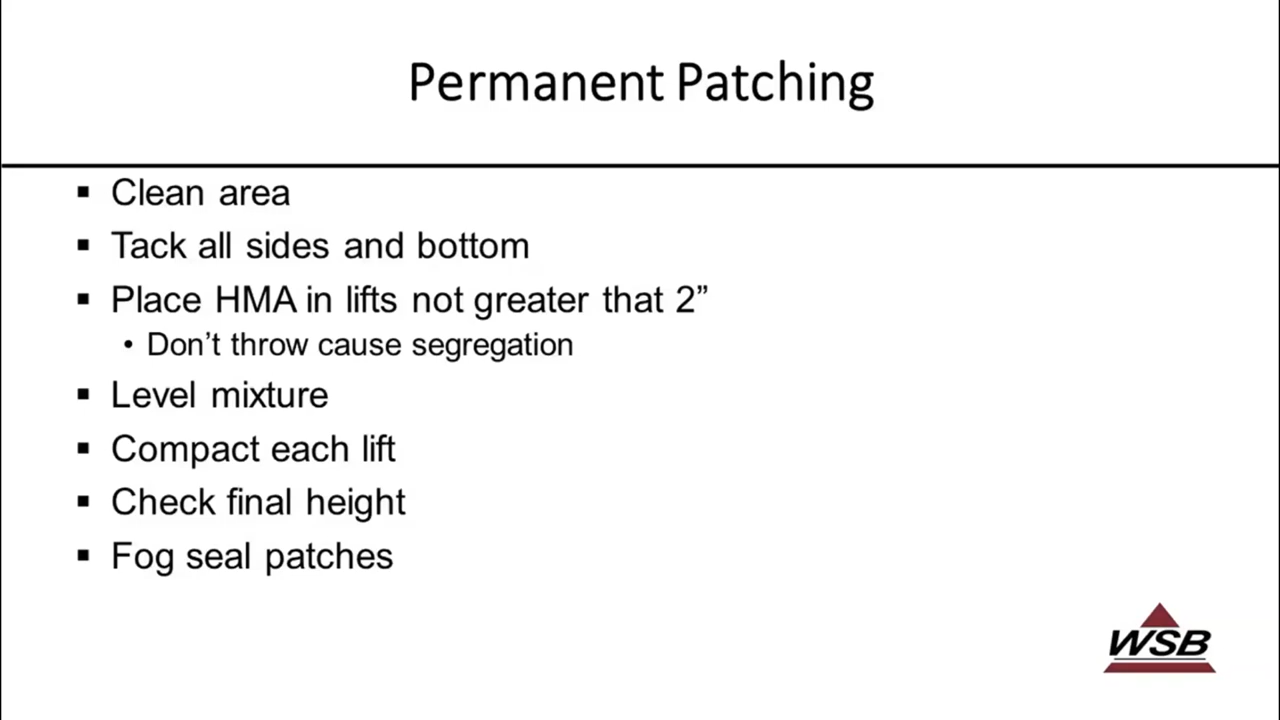 Permanent Patching
▪ Clean area
▪ Tack all sides and bottom
▪ Place HMA in lifts not greater that 2”
• Don’t throw cause segregation
▪ Level mixture
▪ Compact each lift
▪ Check final height
▪ Fog seal patches
WSB